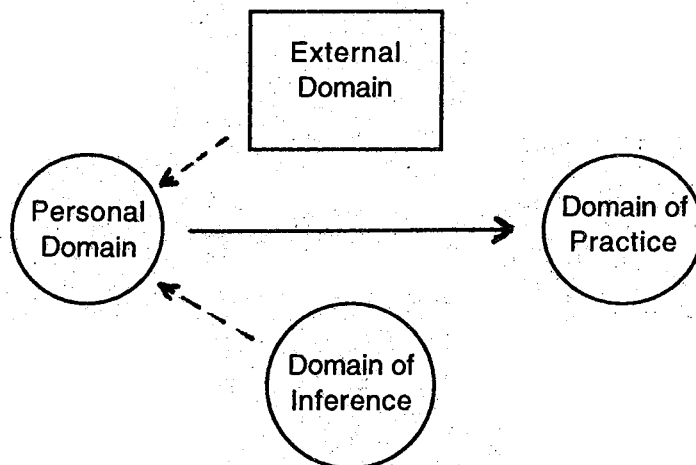 External
Domain
Personal
Domain
Domain of
Practice
Domain of
Inference